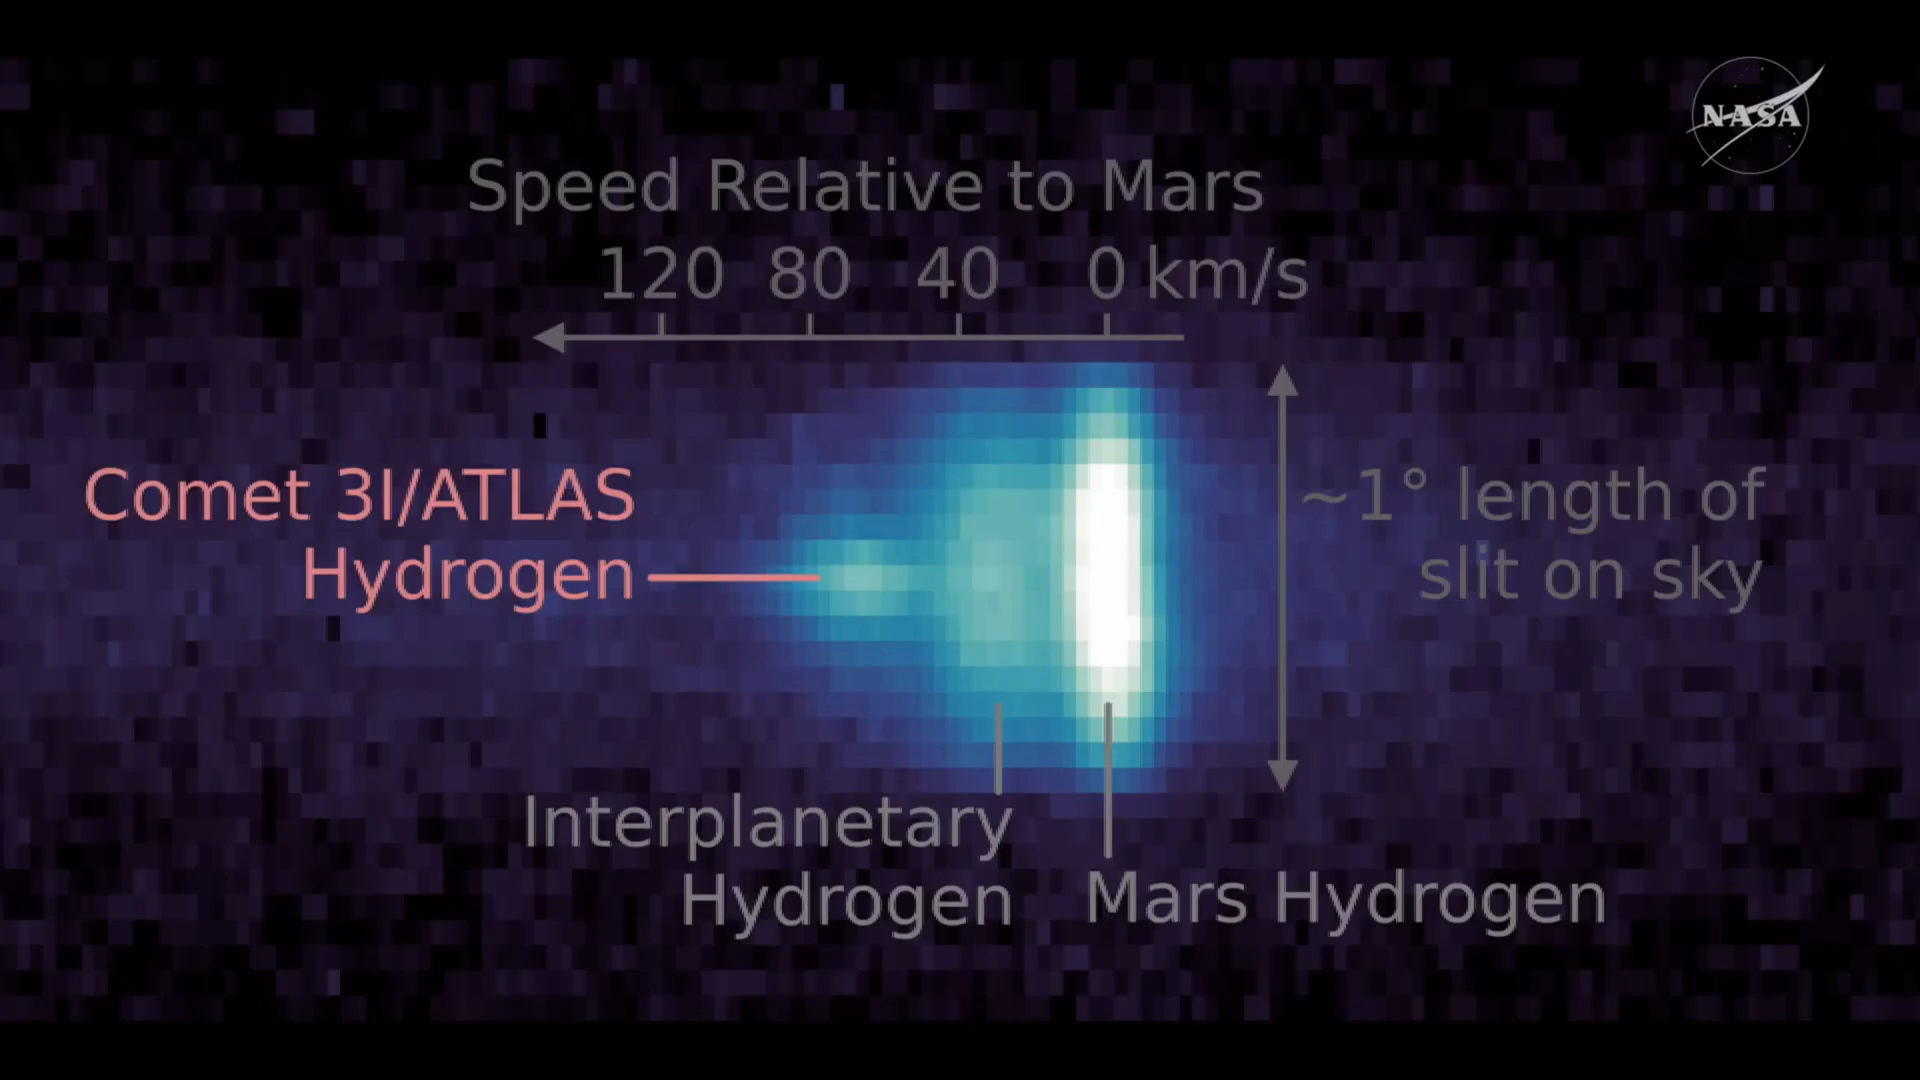 NASA
Speed Relative to Mars
120 80 40 0 km/s
Comet 3I/ATLAS
Hydrogen
~1° length of
slit on sky
Interplanetary
Hydrogen
Mars Hydrogen